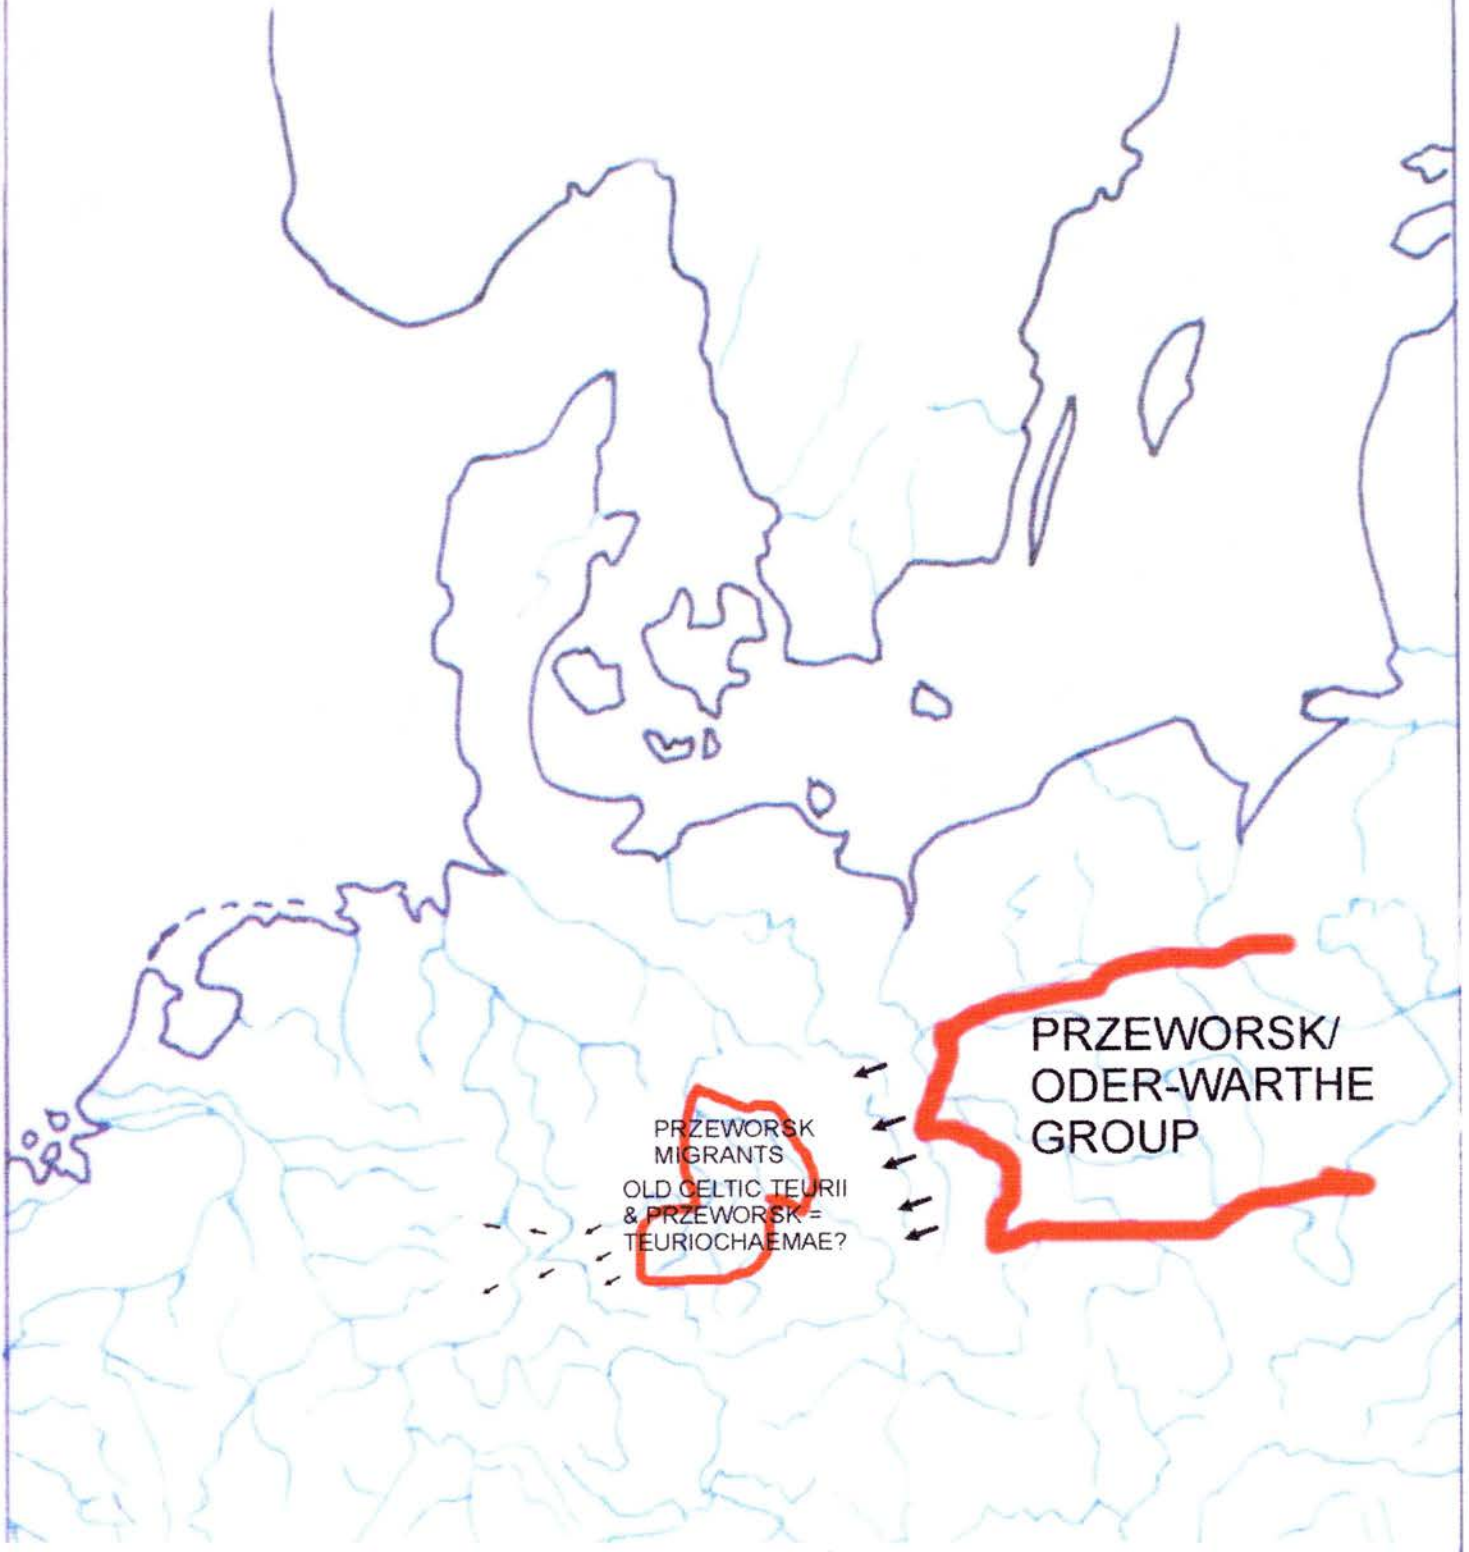 PRZEWORSK/
ODER-WARTHE
GROUP
PRZEWORSK
MIGRANTS
OLD CELTIC TEURII
& PRZEWORSK =
TEURIOCHAEMAE?